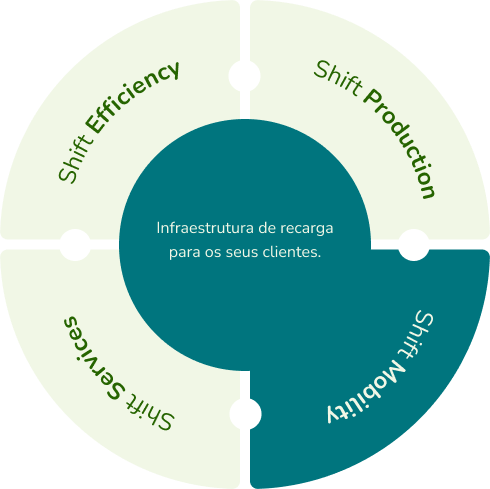 Shift Efficiency
Shift Production
Infraestrutura de recarga
para os seus clientes.
Shift Services
Shift Mobility